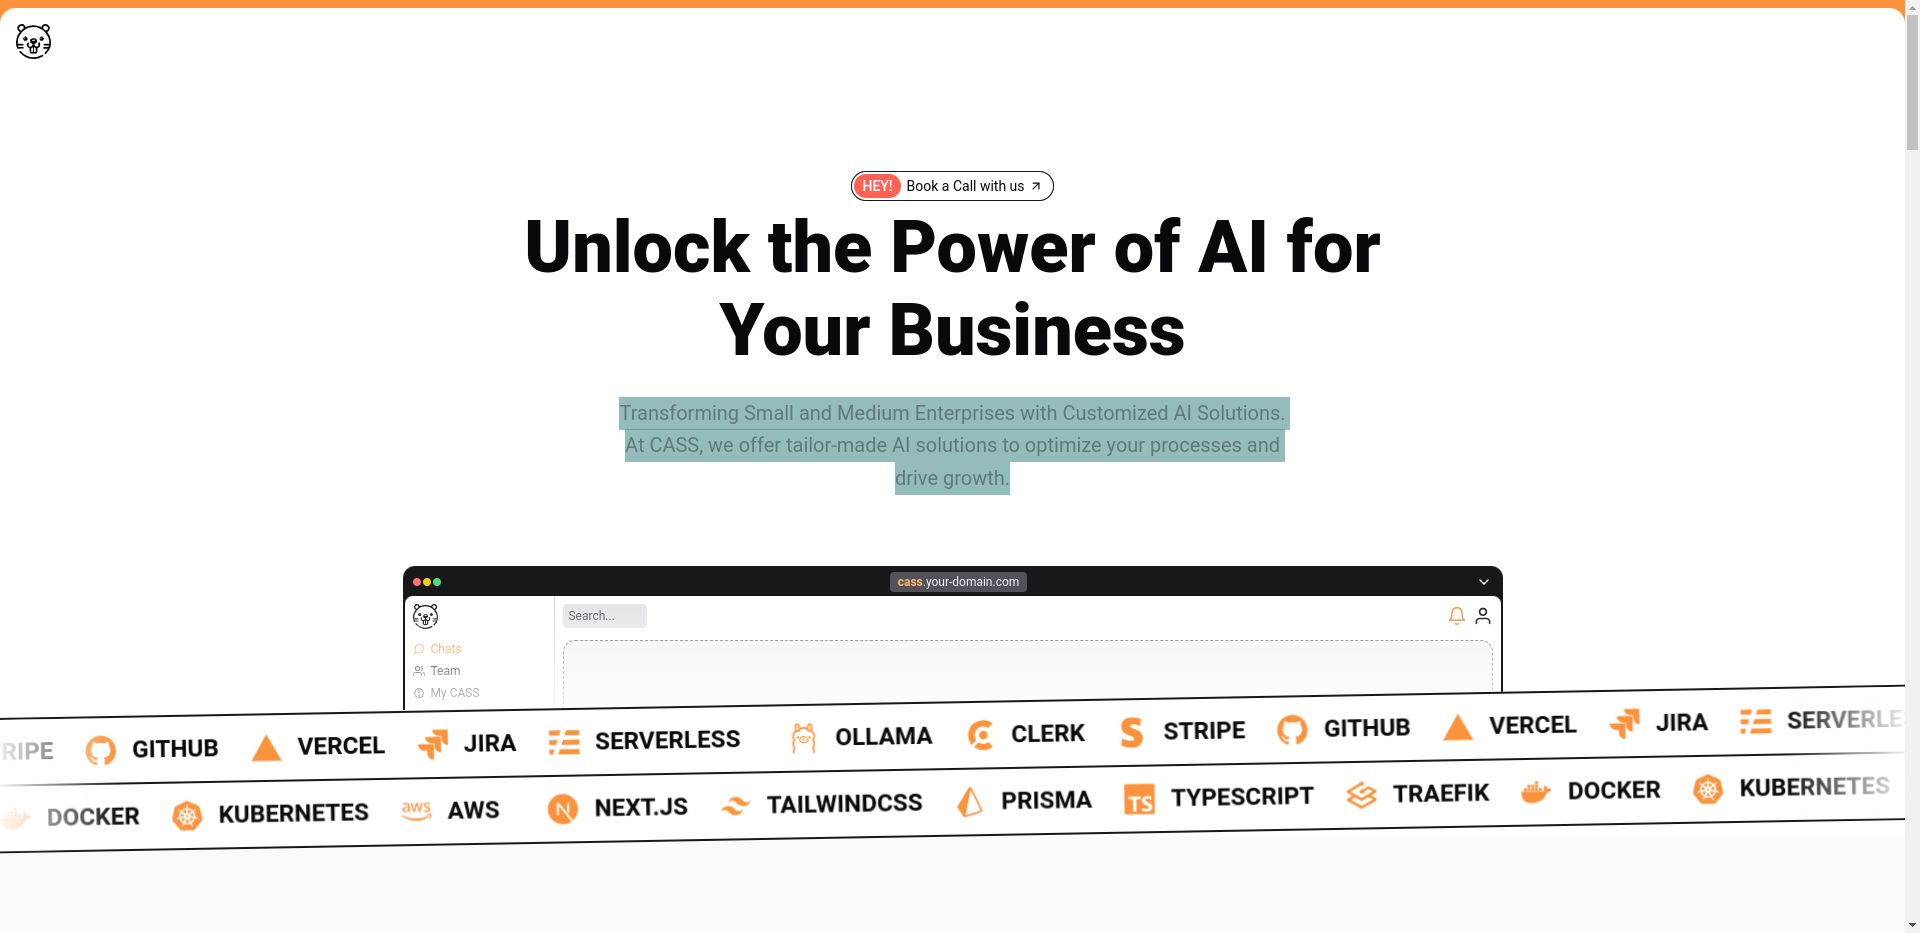 HEY! Book a Call with us
Unlock the Power of AI for
Your Business
Transforming Small and Medium Enterprises with Customized AI Solutions.
At CASS, we offer tailor-made AI solutions to optimize your processes and
drive growth.
cass.your-domain.com
Search...
Chats
Team
My CASS
RIPE GITHUB VERCEL JIRA SERVERLESS OLLAMA CLERK STRIPE GITHUB VERCEL JIRA SERVERLE
DOCKER KUBERNETES aws AWS NEXT.JS TAILWINDCSS PRISMA TS TYPESCRIPT TRAEFIK DOCKER KUBERNETES